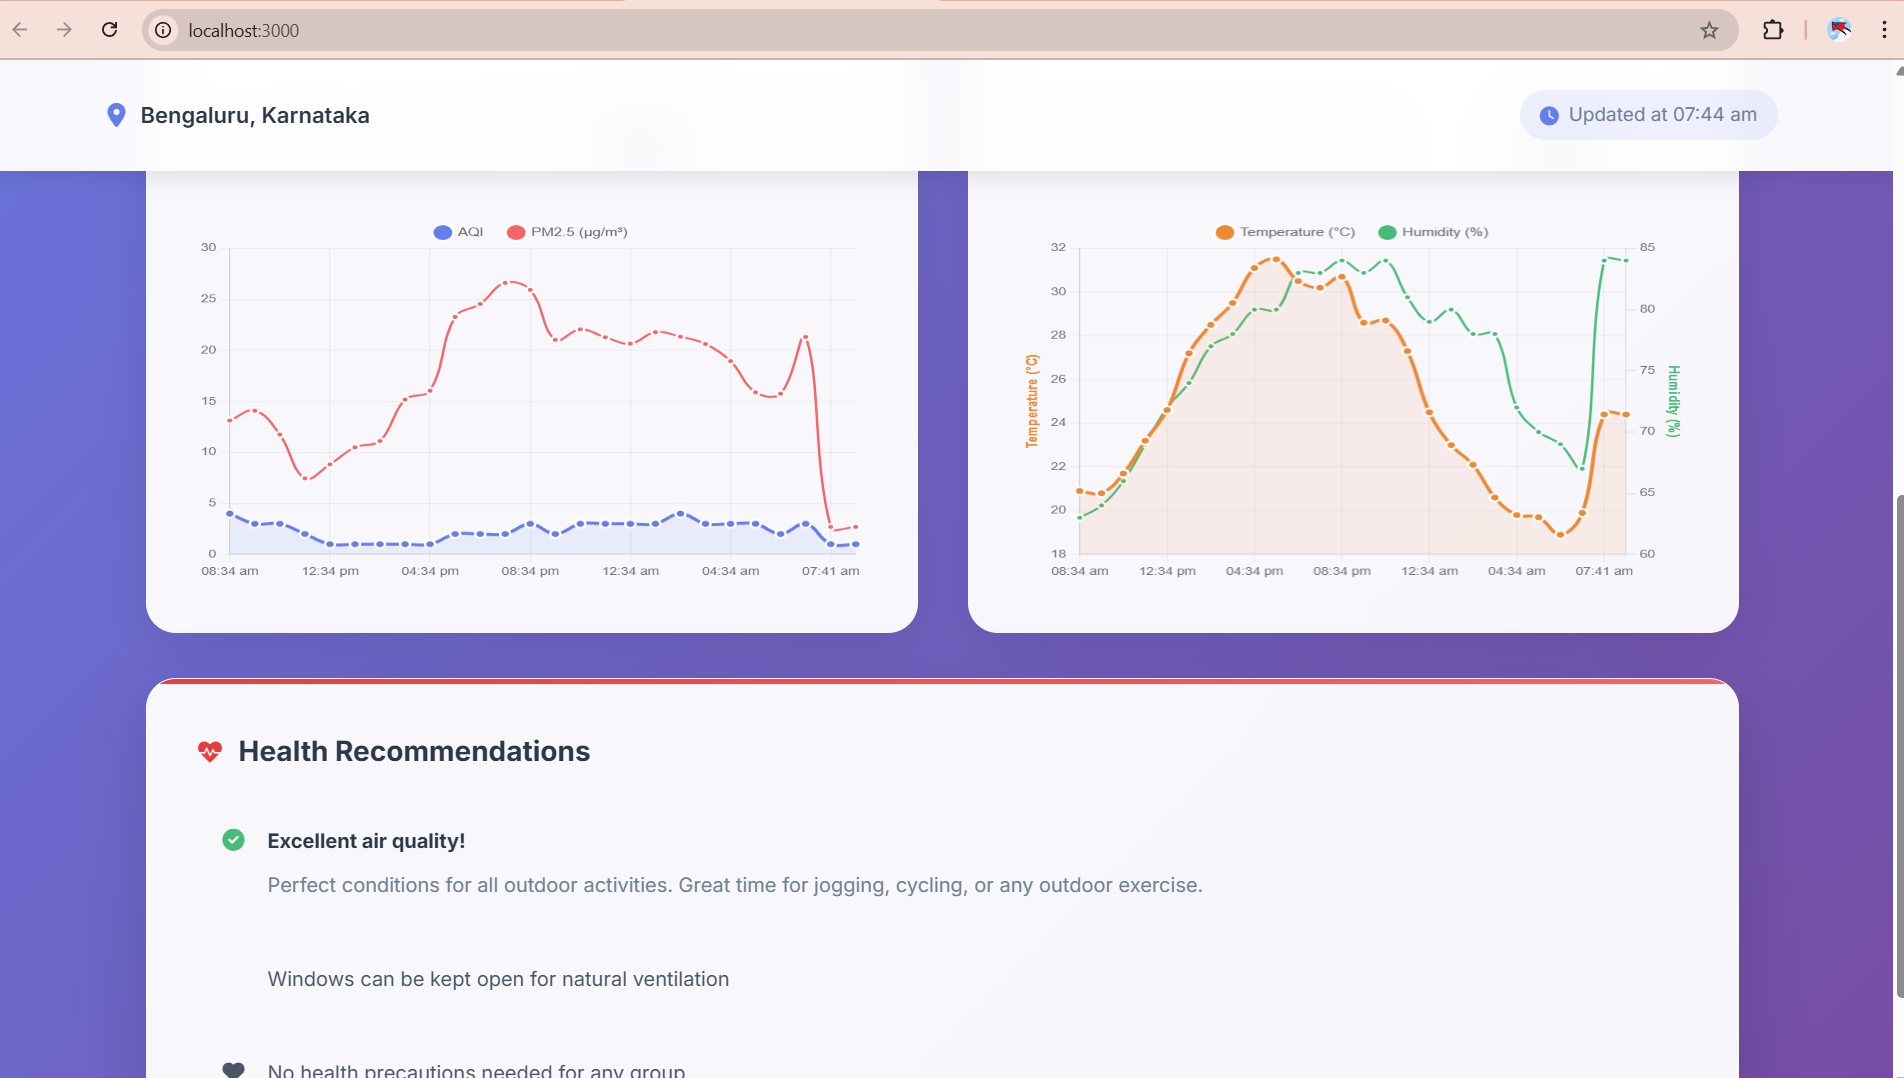 localhost:3000
Bengaluru, Karnataka
Updated at 07:44 am
AQI PM2.5 (µg/m³)
30
25
20
15
10
5
0
08:34 am 12:34 pm 04:34 pm 08:34 pm 12:34 am 04:34 am 07:41 am
Temperature (°C) Humidity (%)
32
30
28
26
24
22
20
18
Temperature (°C)
85
80
75
70
65
60
Humidity (%)
08:34 am 12:34 pm 04:34 pm 08:34 pm 12:34 am 04:34 am 07:41 am
Health Recommendations
Excellent air quality!
Perfect conditions for all outdoor activities. Great time for jogging, cycling, or any outdoor exercise.
Windows can be kept open for natural ventilation
No health precautions needed for any group